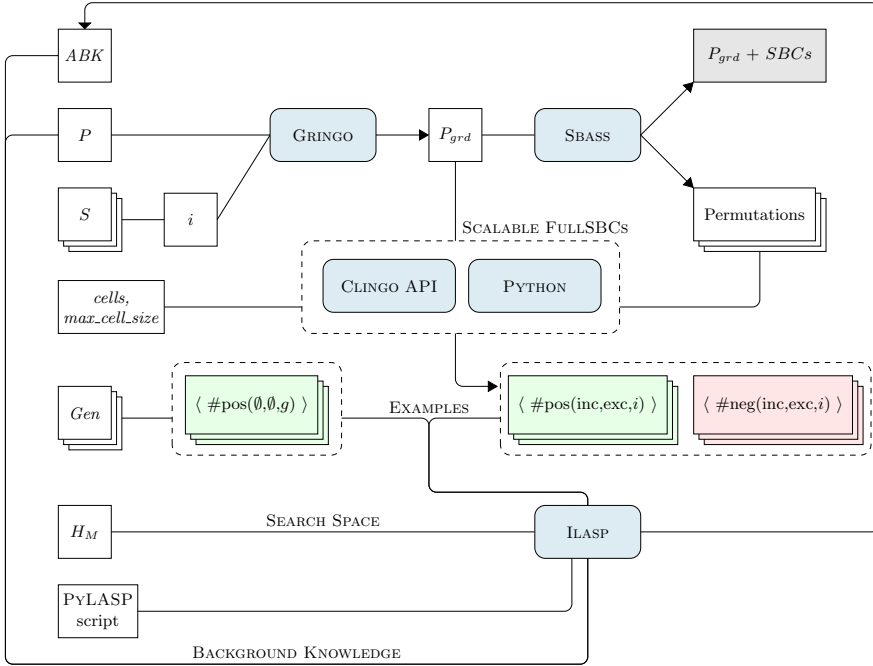 ABK
P_grd + SBCs
P
GRINGO
P_grd
SBASS
S
i
Permutations
SCALABLE FULLSBCS
CLINGO API
PYTHON
cells,
max_cell_size
Gen
⟨ #pos(∅,∅,g) ⟩
EXAMPLES
⟨ #pos(inc,exc,i) ⟩
⟨ #neg(inc,exc,i) ⟩
H_M
SEARCH SPACE
ILASP
PYLASP
script
BACKGROUND KNOWLEDGE